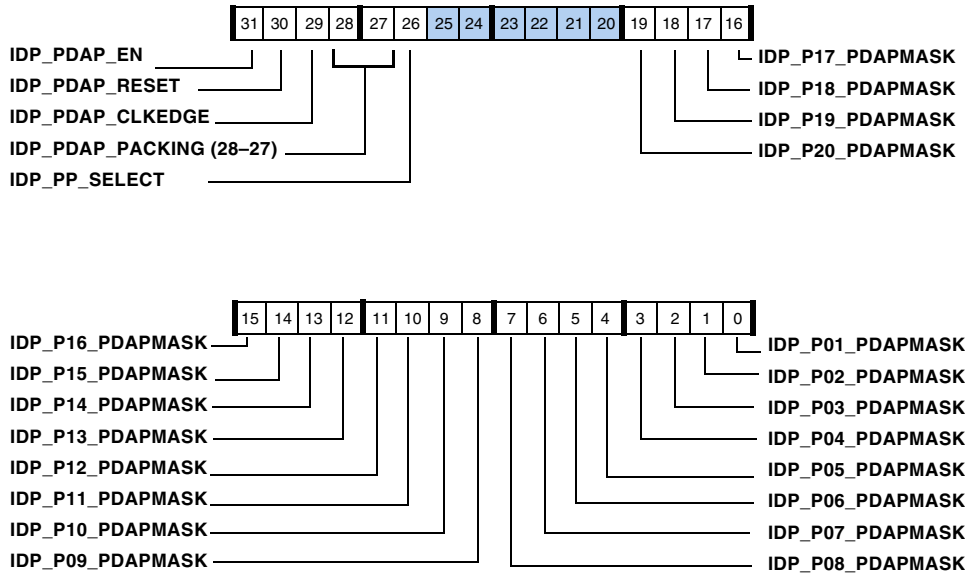 31 30 29 28 27 26 25 24 23 22 21 20 19 18 17 16
IDP_PDAP_EN
IDP_PDAP_RESET
IDP_PDAP_CLKEDGE
IDP_PDAP_PACKING (28–27)
IDP_PP_SELECT
IDP_P17_PDAPMASK
IDP_P18_PDAPMASK
IDP_P19_PDAPMASK
IDP_P20_PDAPMASK
15 14 13 12 11 10 9 8 7 6 5 4 3 2 1 0
IDP_P16_PDAPMASK
IDP_P15_PDAPMASK
IDP_P14_PDAPMASK
IDP_P13_PDAPMASK
IDP_P12_PDAPMASK
IDP_P11_PDAPMASK
IDP_P10_PDAPMASK
IDP_P09_PDAPMASK
IDP_P01_PDAPMASK
IDP_P02_PDAPMASK
IDP_P03_PDAPMASK
IDP_P04_PDAPMASK
IDP_P05_PDAPMASK
IDP_P06_PDAPMASK
IDP_P07_PDAPMASK
IDP_P08_PDAPMASK